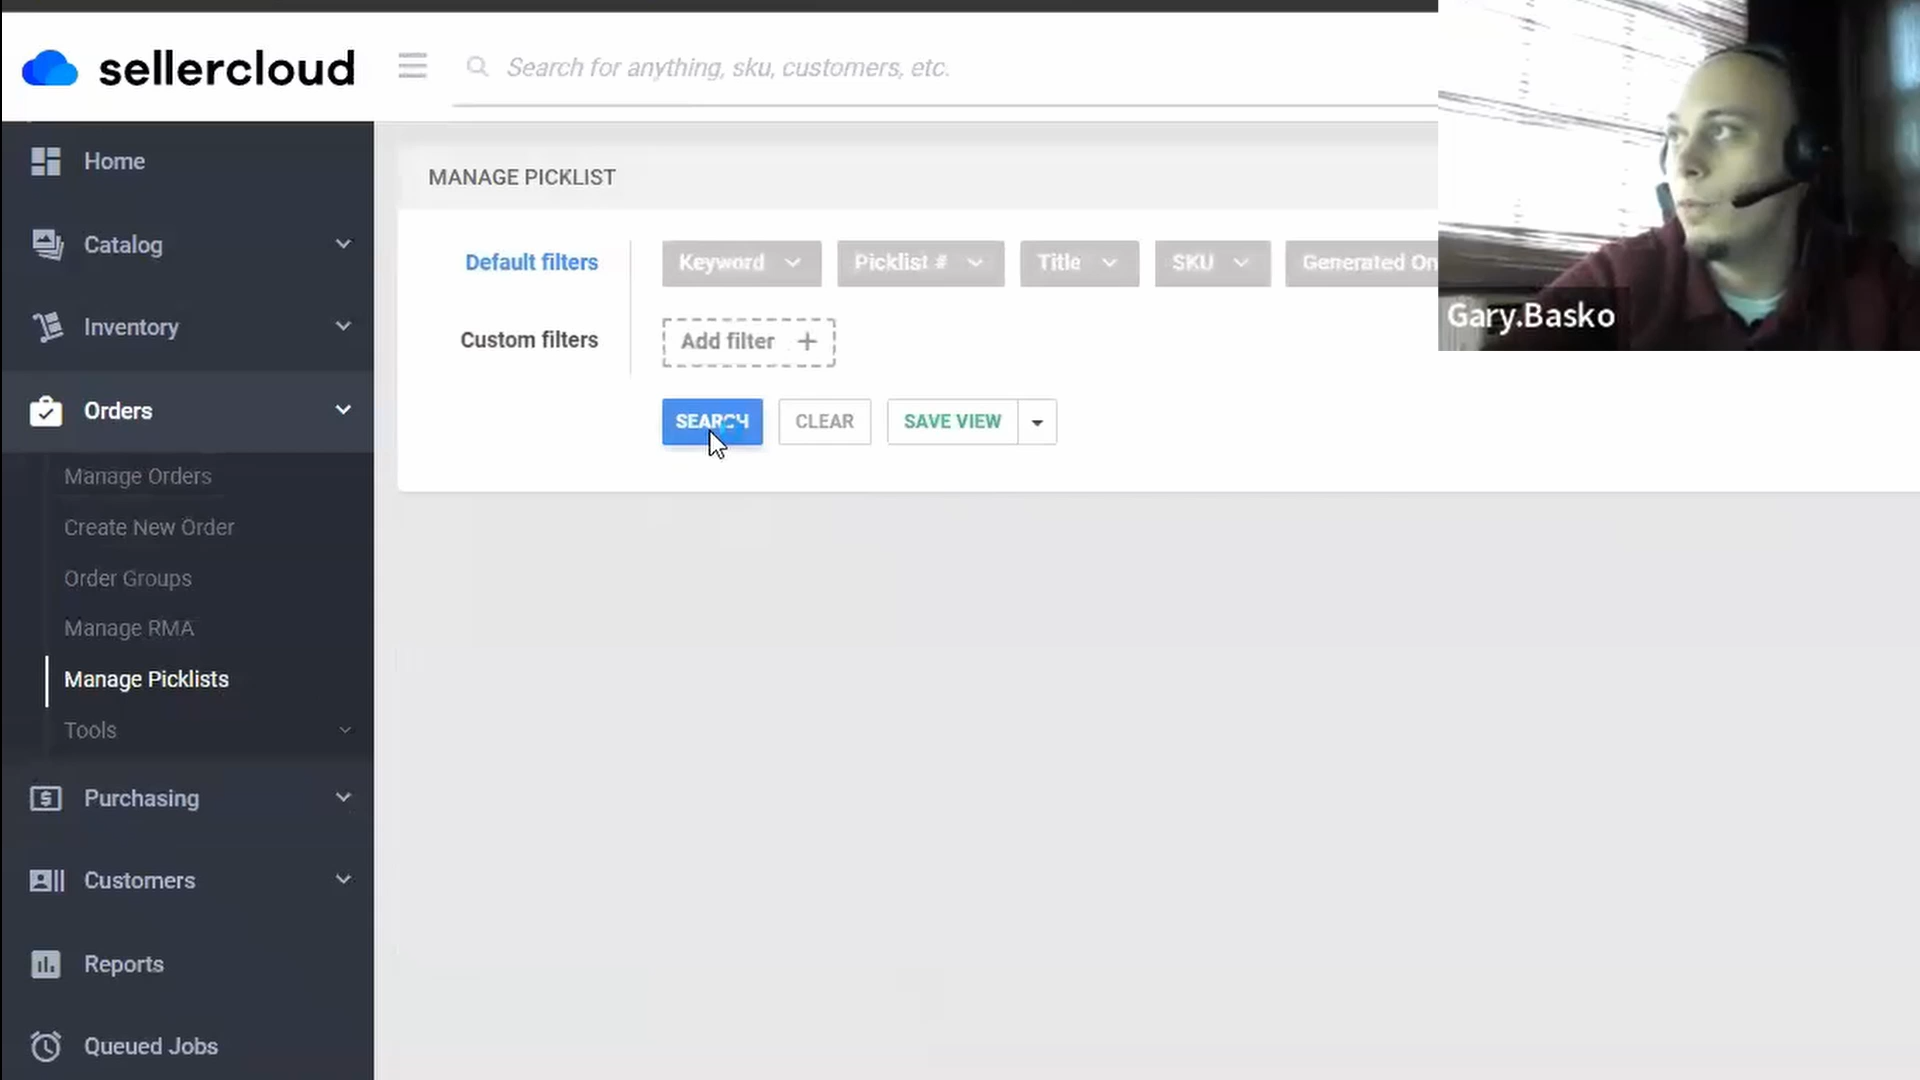 sellercloud
Search for anything, sku, customers, etc.
Home
Catalog
Inventory
Orders
Manage Orders
Create New Order
Order Groups
Manage RMA
Manage Picklists
Tools
Purchasing
Customers
Reports
Queued Jobs
MANAGE PICKLIST
Default filters
Keyword
Picklist #
Title
SKU
Generated On
Custom filters
Add filter +
SEARCH
CLEAR
SAVE VIEW
Gary.Basko